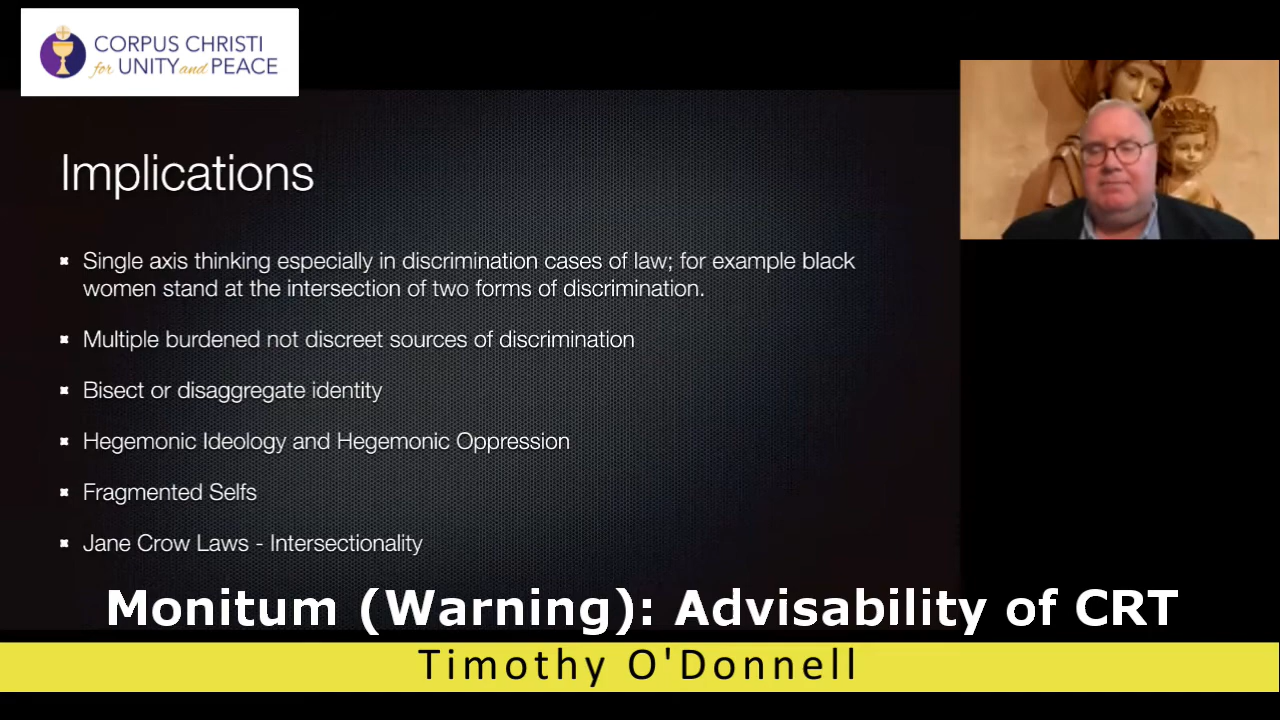 CORPUS CHRISTI
for UNITY and PEACE
Implications
Single axis thinking especially in discrimination cases of law; for example black
women stand at the intersection of two forms of discrimination.
Multiple burdened not discreet sources of discrimination
Bisect or disaggregate identity
Hegemonic Ideology and Hegemonic Oppression
Fragmented Selfs
Jane Crow Laws - Intersectionality
Monitum (Warning): Advisability of CRT
Timothy O'Donnell